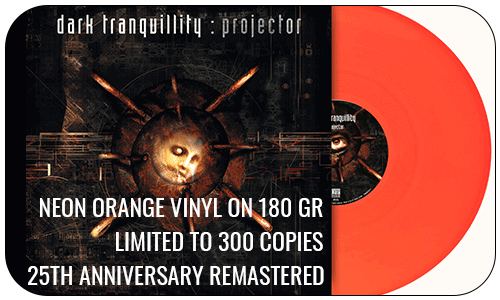 dark tranquillity : projector
NEON ORANGE VINYL ON 180 GR
LIMITED TO 300 COPIES
25TH ANNIVERSARY REMASTERED